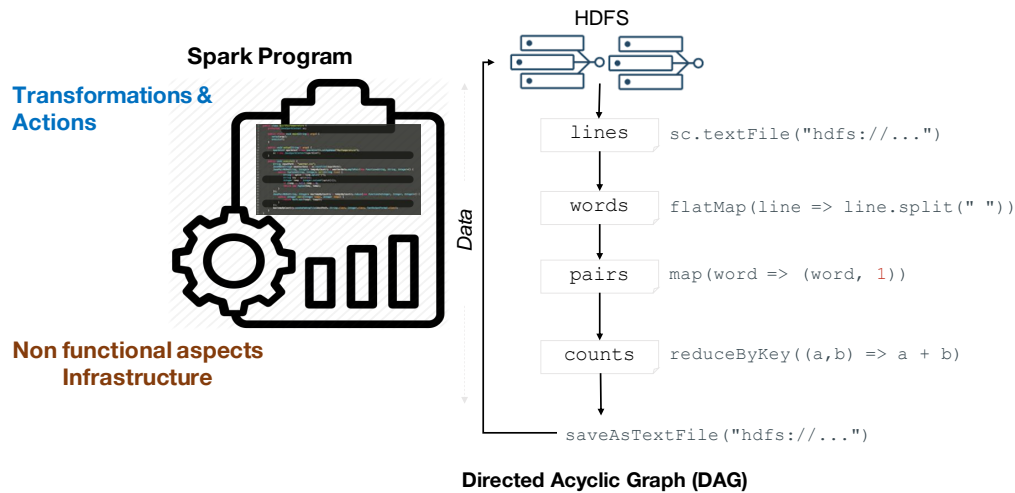 HDFS
Spark Program
Transformations &
Actions
lines sc.textFile("hdfs://...")
words flatMap(line => line.split(" "))
Data
pairs map(word => (word, 1))
Non functional aspects
Infrastructure
counts reduceByKey((a,b) => a + b)
saveAsTextFile("hdfs://...")
Directed Acyclic Graph (DAG)